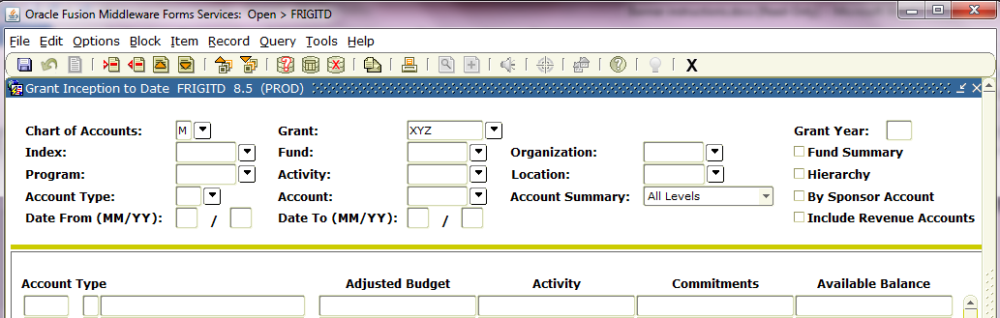 Oracle Fusion Middleware Forms Services: Open > FRIGITD
File Edit Options Block Item Record Query Tools Help
Grant Inception to Date FRIGITD 8.5 (PROD)
Chart of Accounts: M Grant: XYZ Grant Year:
Index: Fund: Organization: Fund Summary
Program: Activity: Location: Hierarchy
Account Type: Account: Account Summary: All Levels By Sponsor Account
Date From (MM/YY): / Date To (MM/YY): / Include Revenue Accounts
Account Type Adjusted Budget Activity Commitments Available Balance